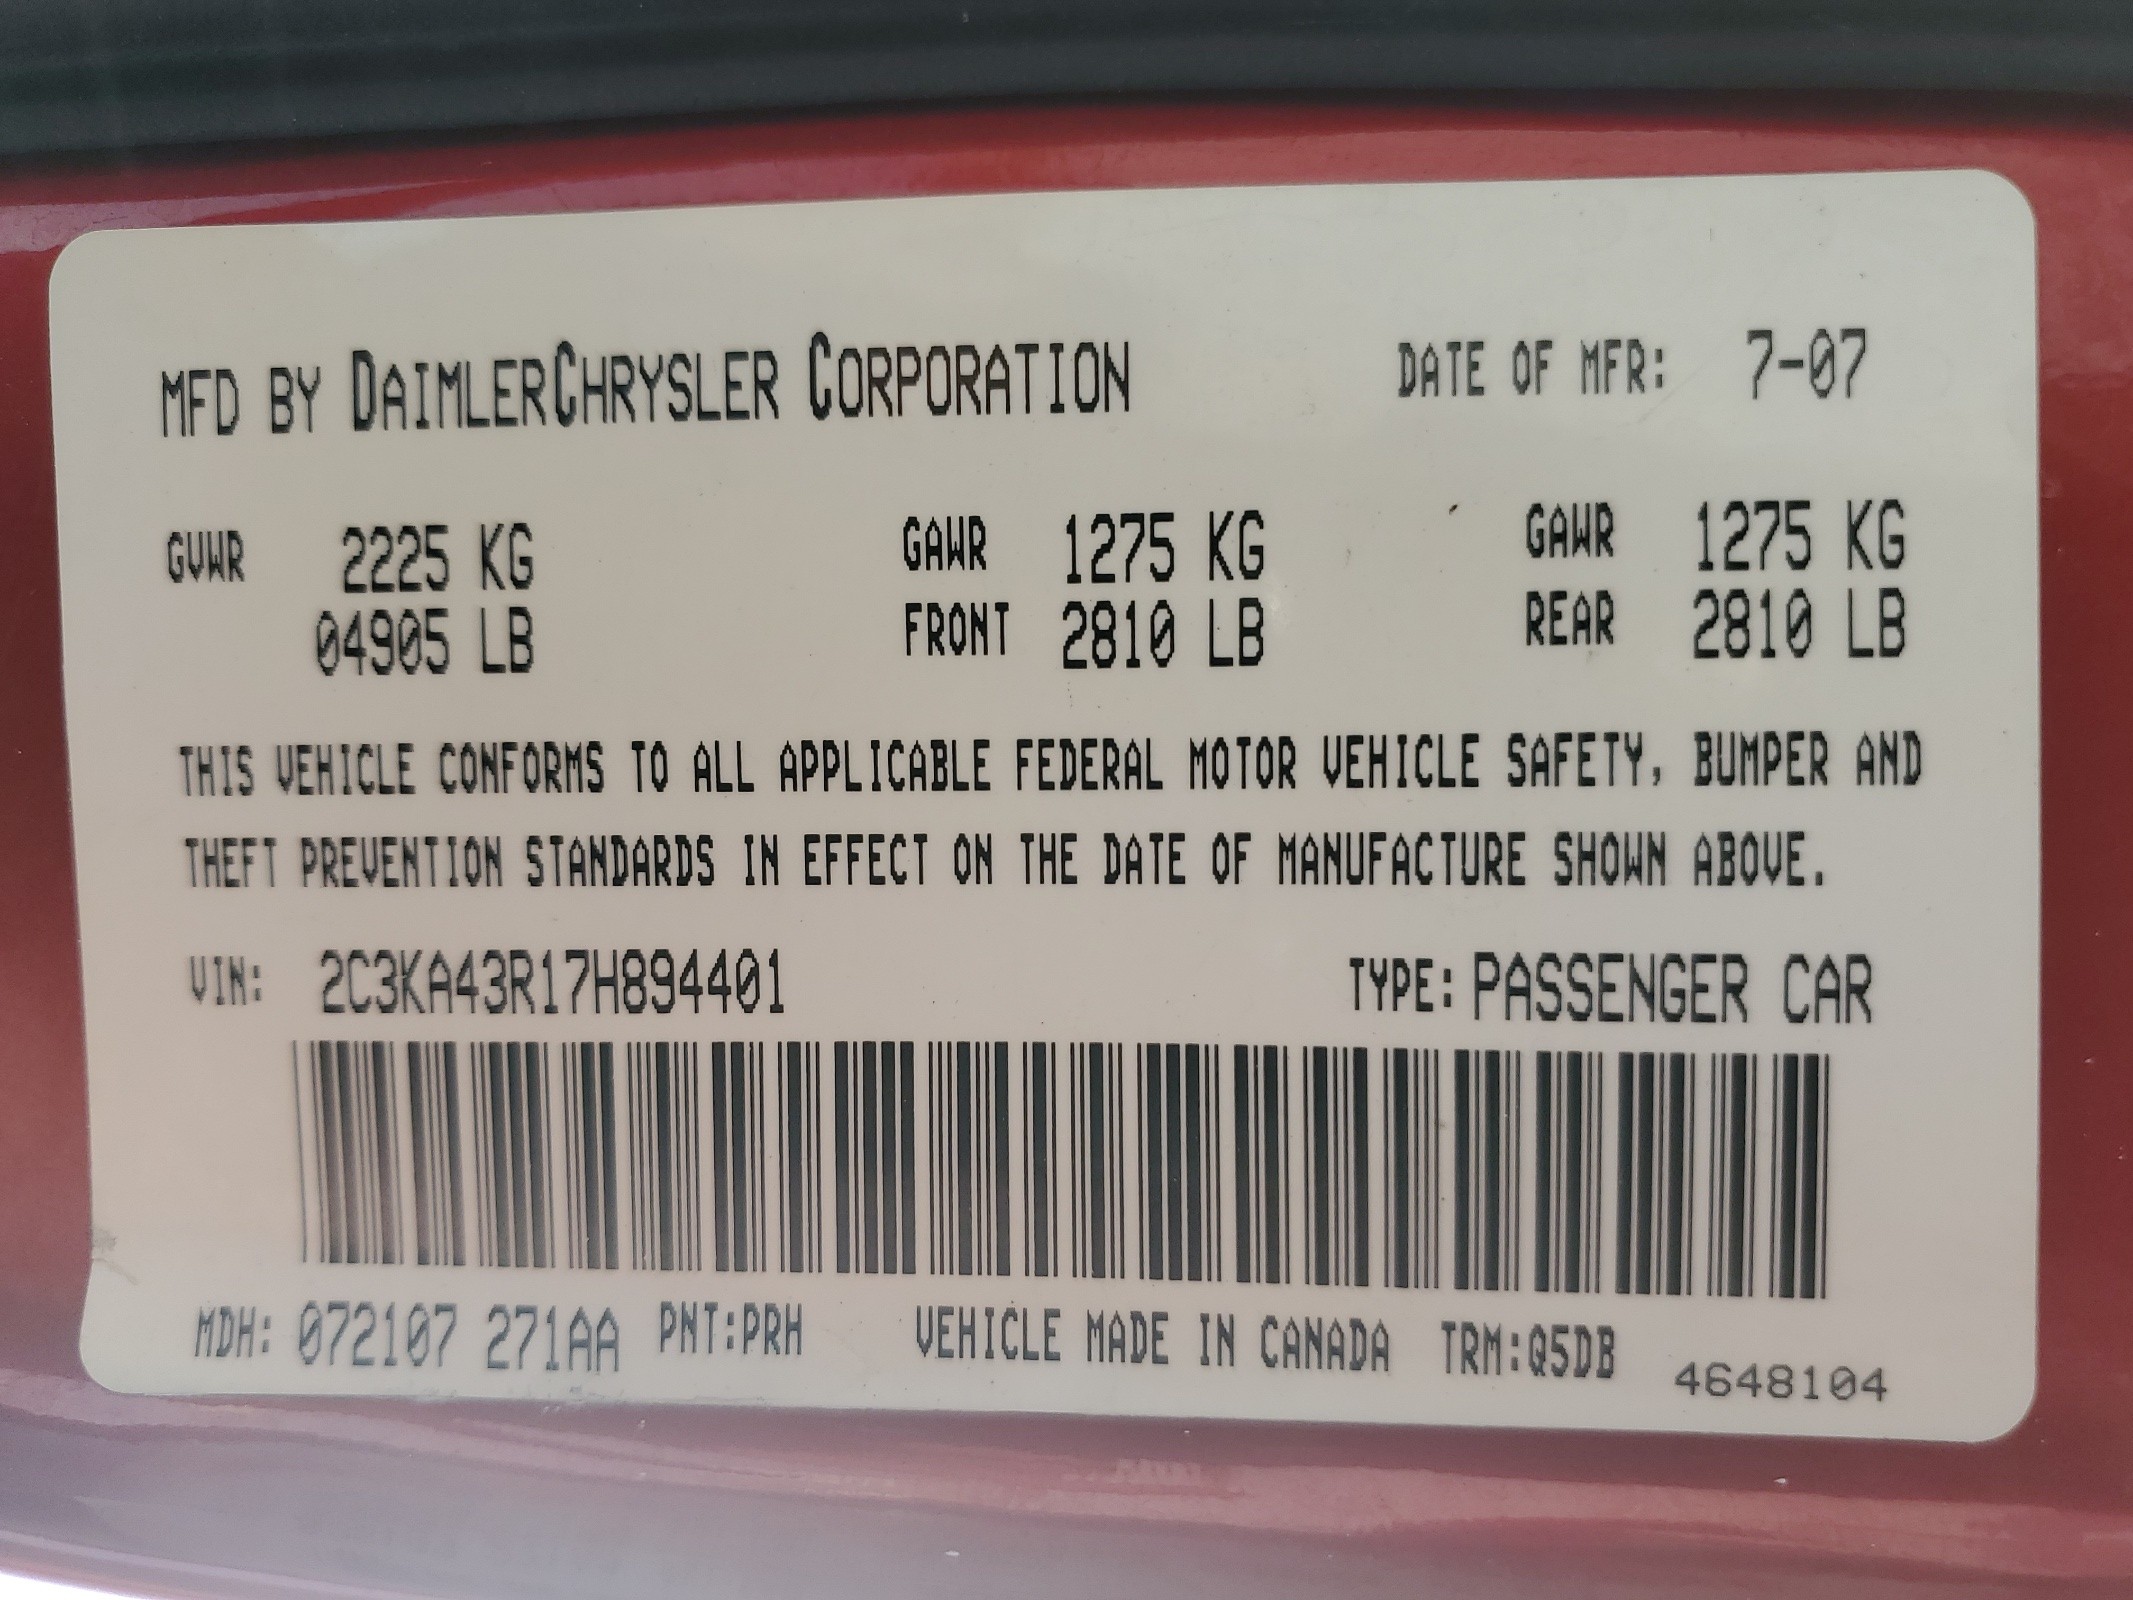 MFD BY DAIMLERCHRYSLER CORPORATION DATE OF MFR: 7-07
GVWR 2225 KG GAWR 1275 KG GAWR 1275 KG
04905 LB FRONT 2810 LB REAR 2810 LB
THIS VEHICLE CONFORMS TO ALL APPLICABLE FEDERAL MOTOR VEHICLE SAFETY, BUMPER AND
THEFT PREVENTION STANDARDS IN EFFECT ON THE DATE OF MANUFACTURE SHOWN ABOVE.
VIN: 2C3KA43R17H894401 TYPE: PASSENGER CAR
MDH: 072107 271AA PNT:PRH VEHICLE MADE IN CANADA TRM:Q5DB 4648104